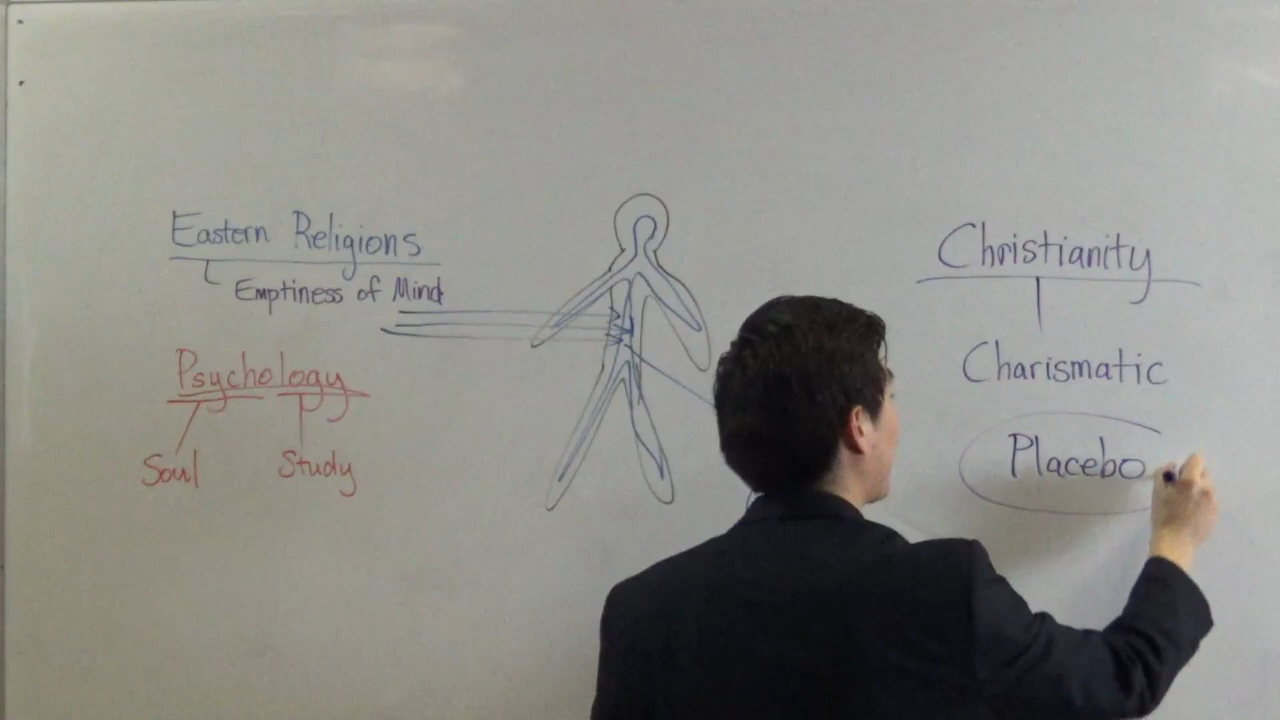 Eastern Religions
Emptiness of Mind
Psychology
Soul
Study
Christianity
Charismatic
Placebo